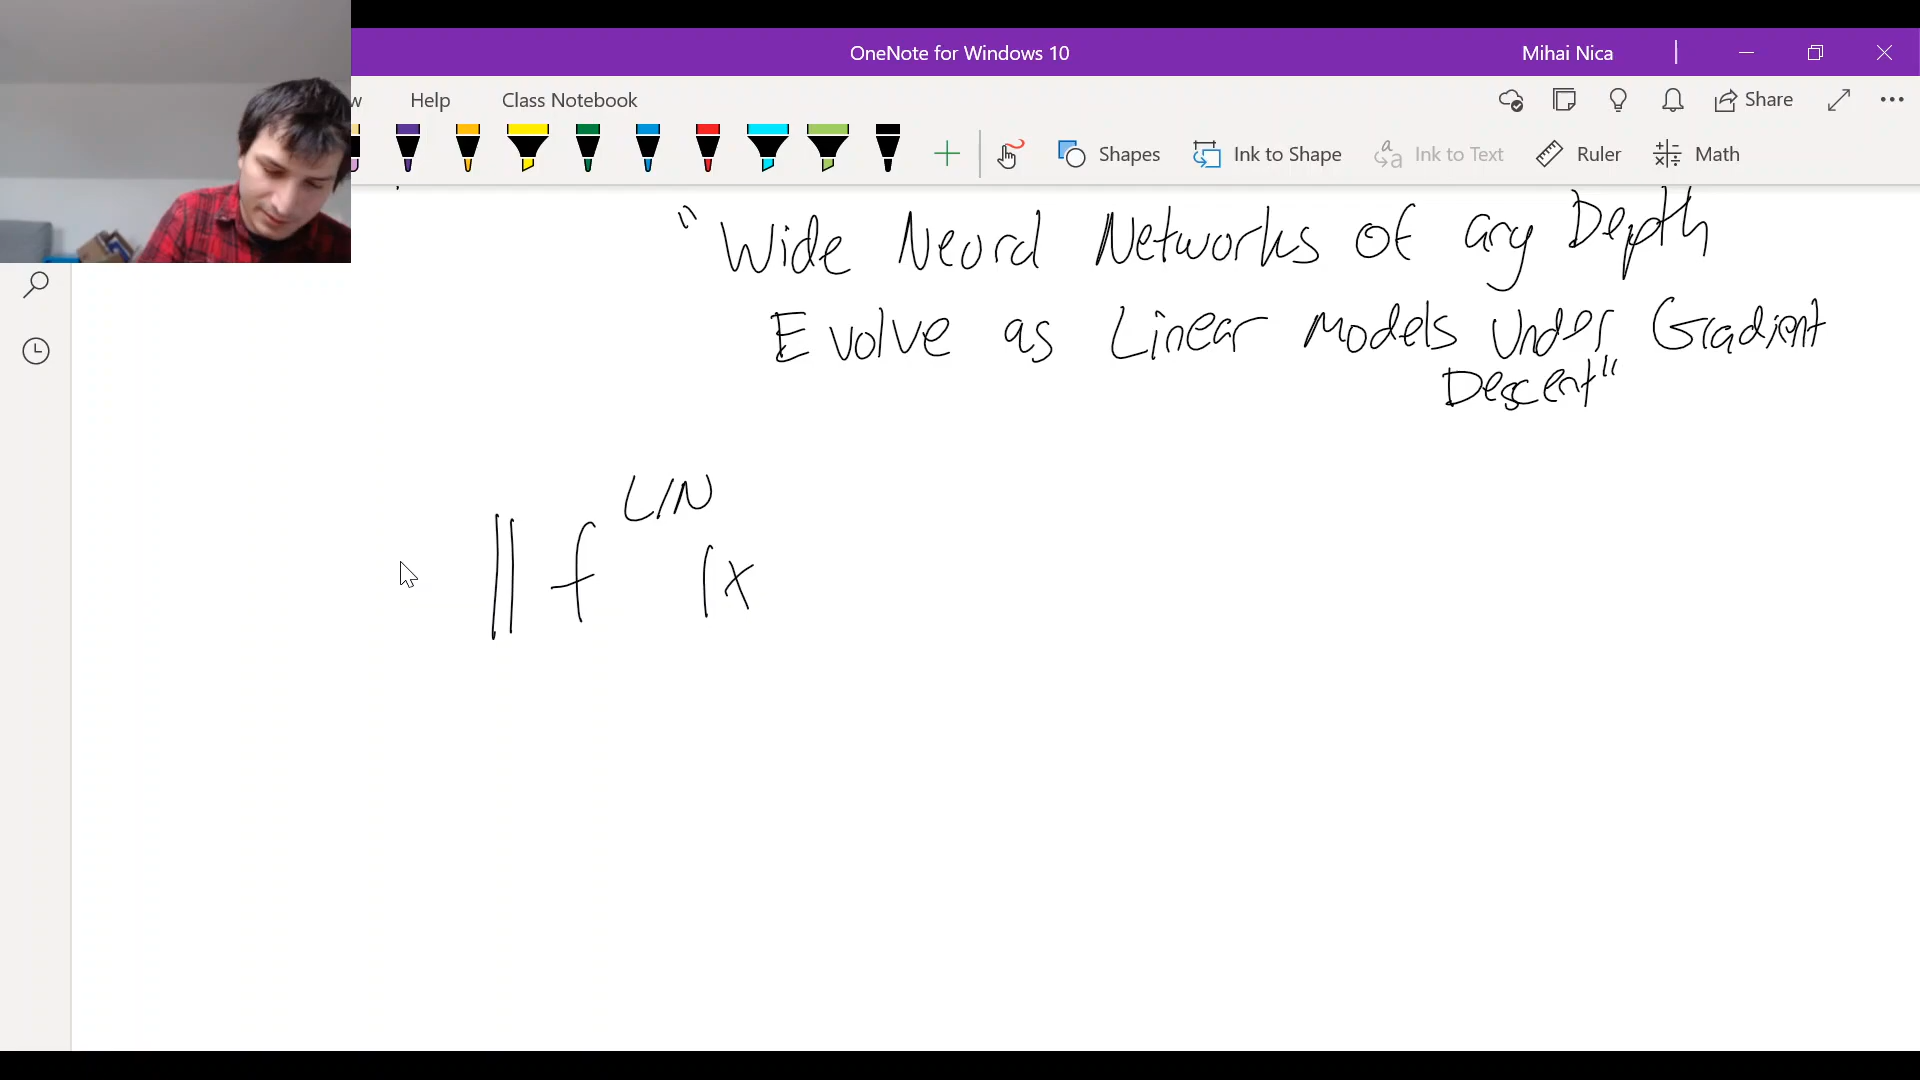 OneNote for Windows 10
Mihai Nica
w Help Class Notebook
Share
Shapes Ink to Shape Ink to Text Ruler Math
"Wide Neural Networks of any Depth
Evolve as Linear Models Under Gradient
Descent"
|| f^LIN (x